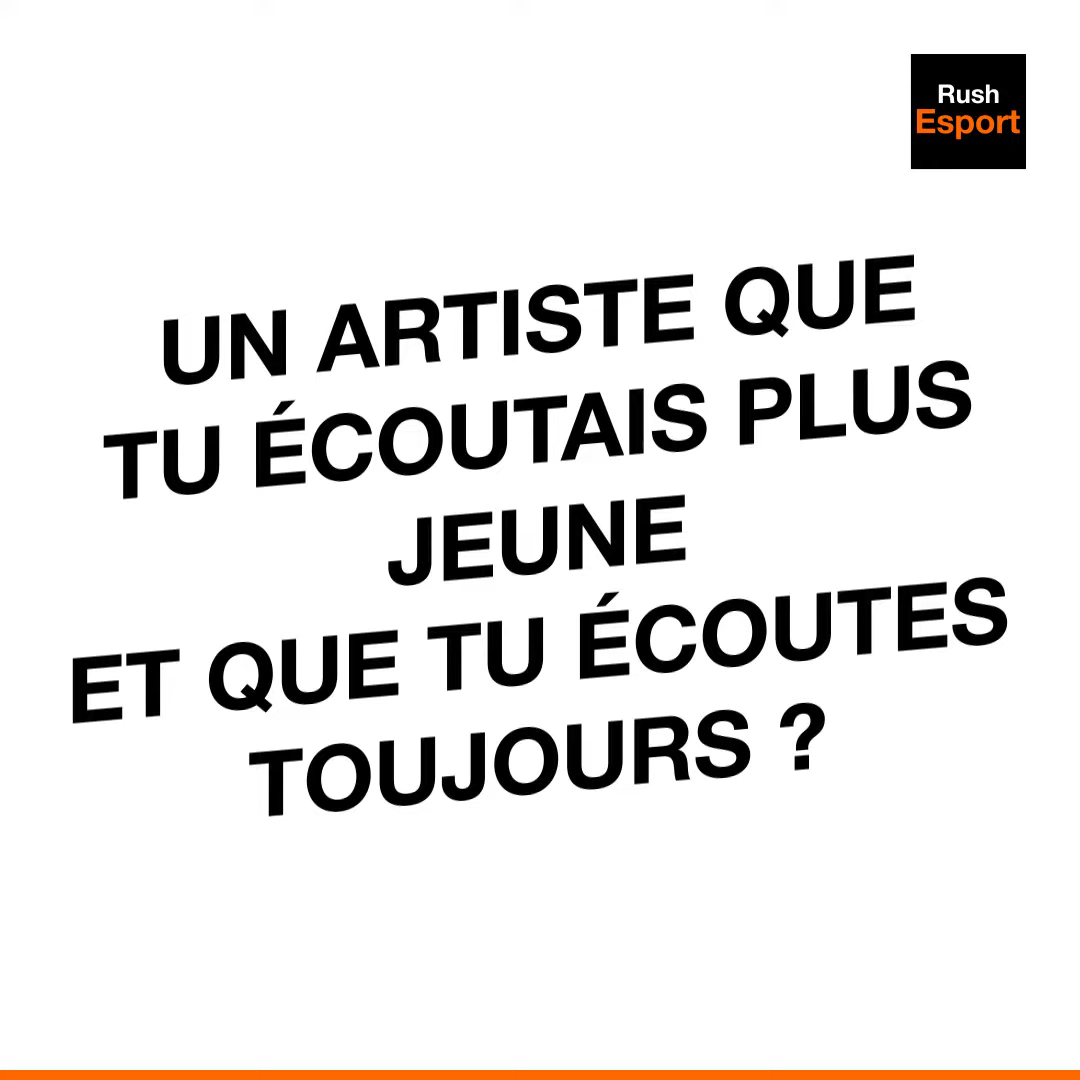 Rush
Esport
UN ARTISTE QUE
TU ÉCOUTAIS PLUS
JEUNE
ET QUE TU ÉCOUTES
TOUJOURS ?